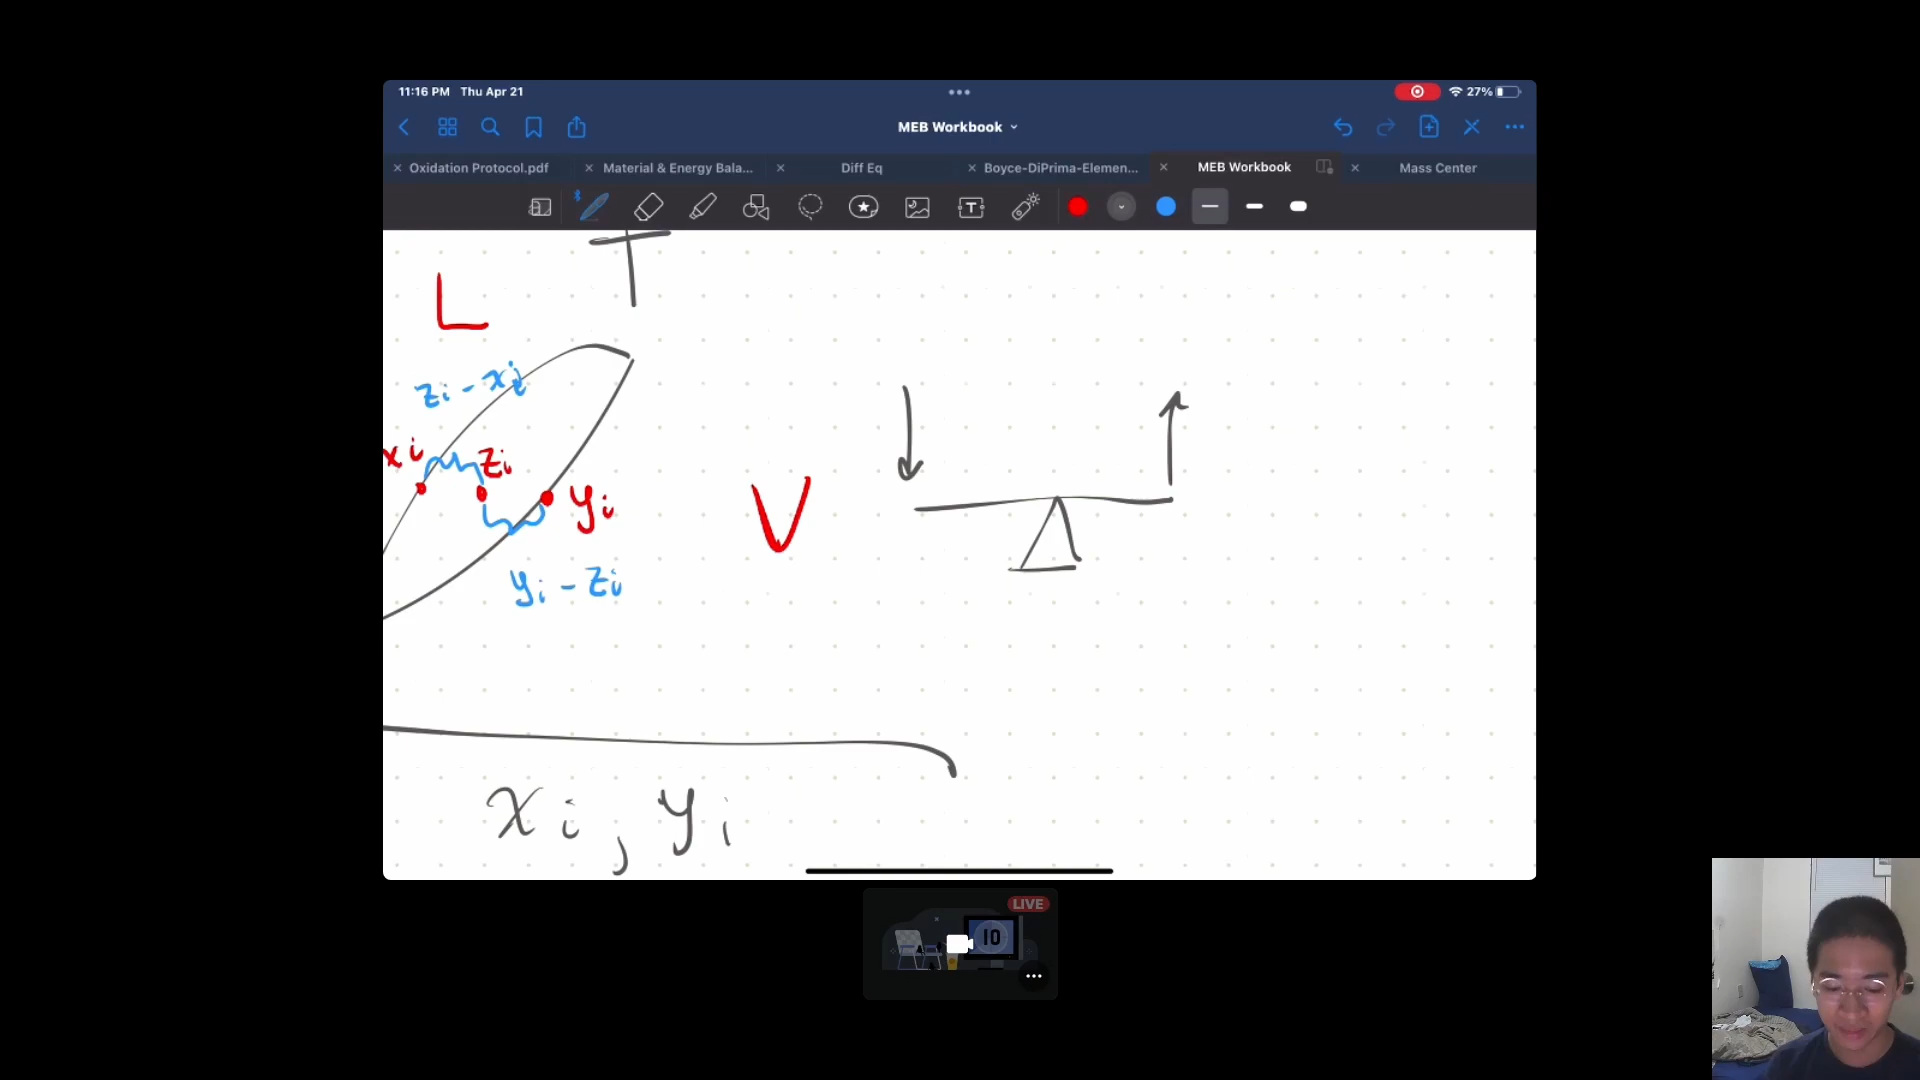 11:16 PM Thu Apr 21
27%
MEB Workbook
Oxidation Protocol.pdf
Material & Energy Bala...
Diff Eq
Boyce-DiPrima-Elemen...
MEB Workbook
Mass Center
T
L
zi - xi
xi
zi
yi
V
yi - zi
xi, yi
LIVE
10